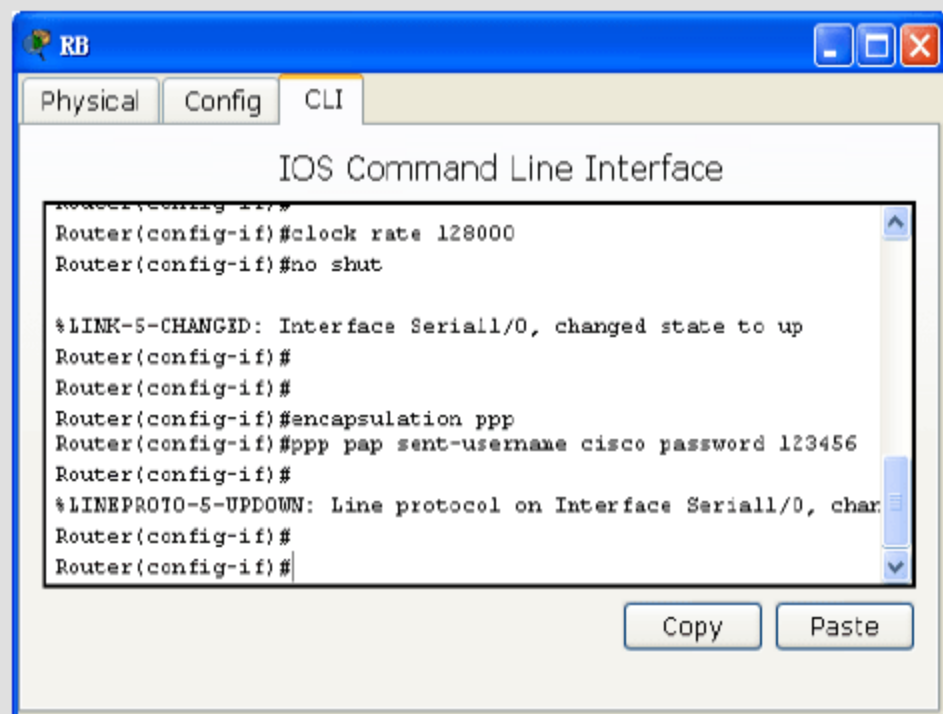 RB
Physical
Config
CLI
IOS Command Line Interface
Router(config-if)#
Router(config-if)#clock rate 128000
Router(config-if)#no shut
%LINK-5-CHANGED: Interface Serial1/0, changed state to up
Router(config-if)#
Router(config-if)#
Router(config-if)#encapsulation ppp
Router(config-if)#ppp pap sent-username cisco password 123456
Router(config-if)#
%LINEPROTO-5-UPDOWN: Line protocol on Interface Serial1/0, chan
Router(config-if)#
Router(config-if)#
Copy
Paste